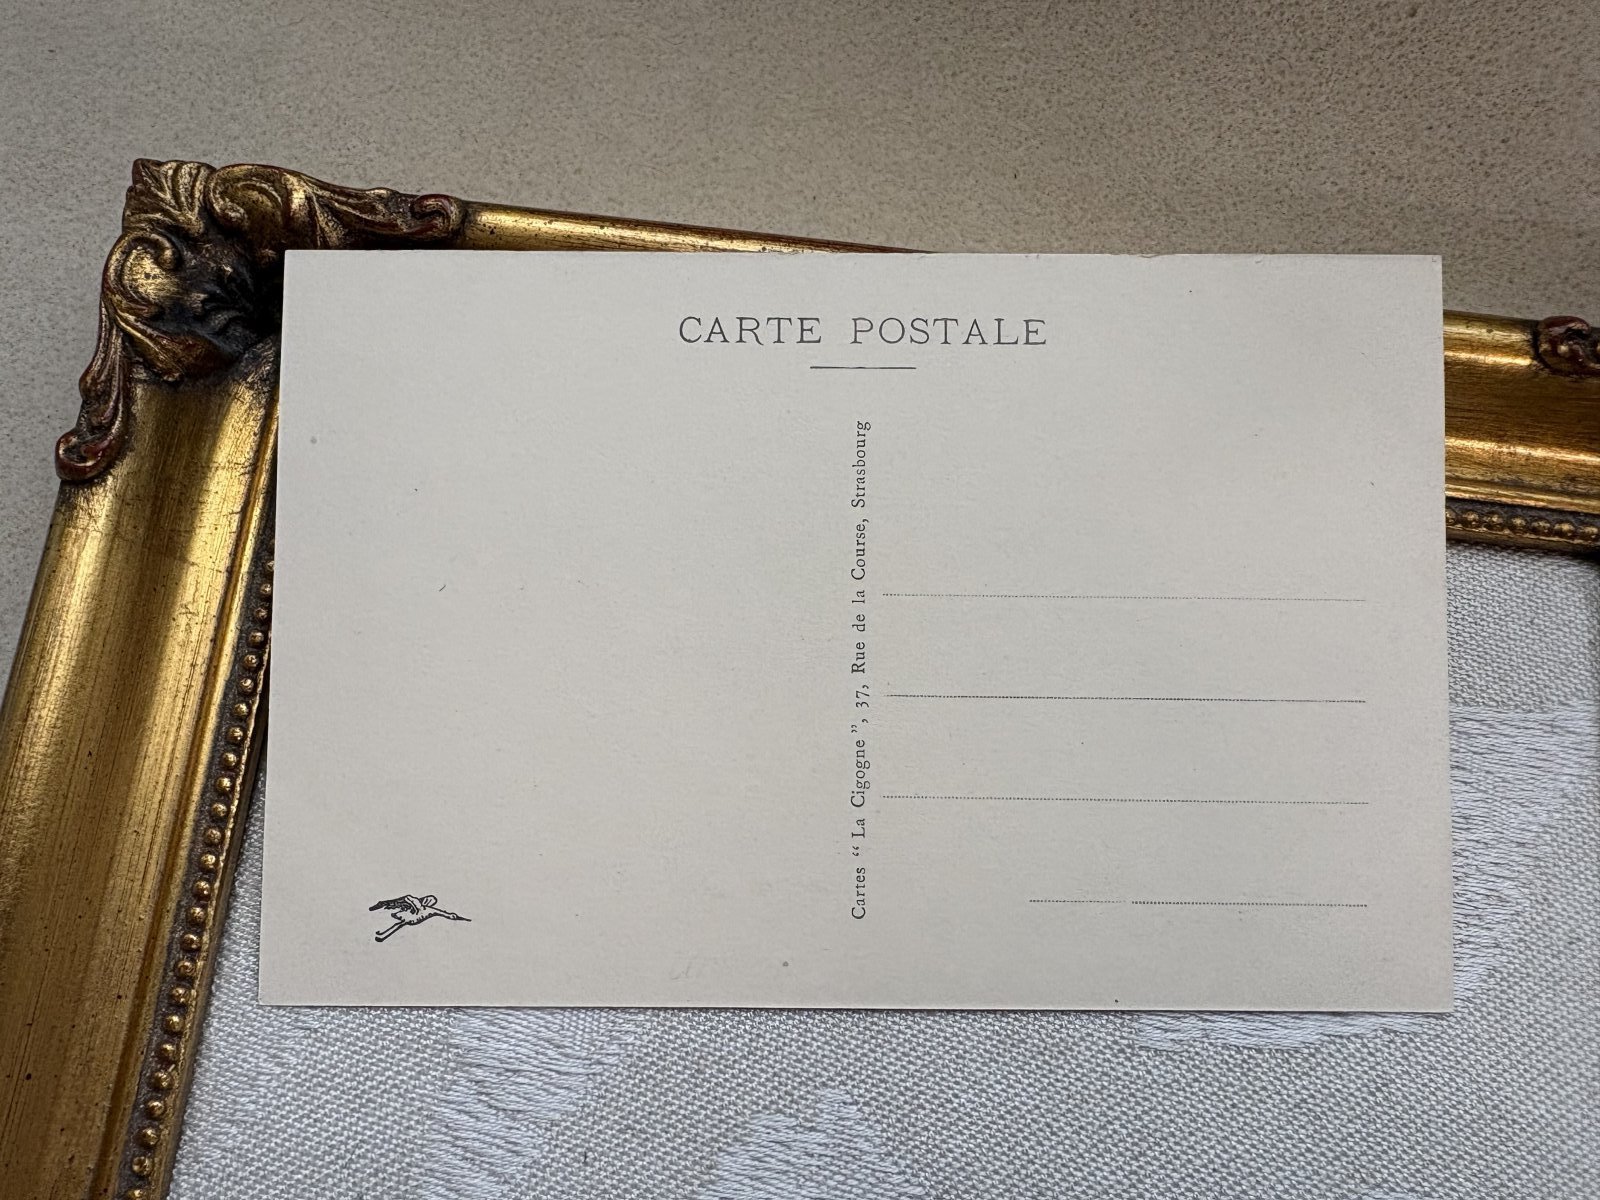 CARTE POSTALE
Cartes “ La Cigogne ”, 37, Rue de la Course, Strasbourg